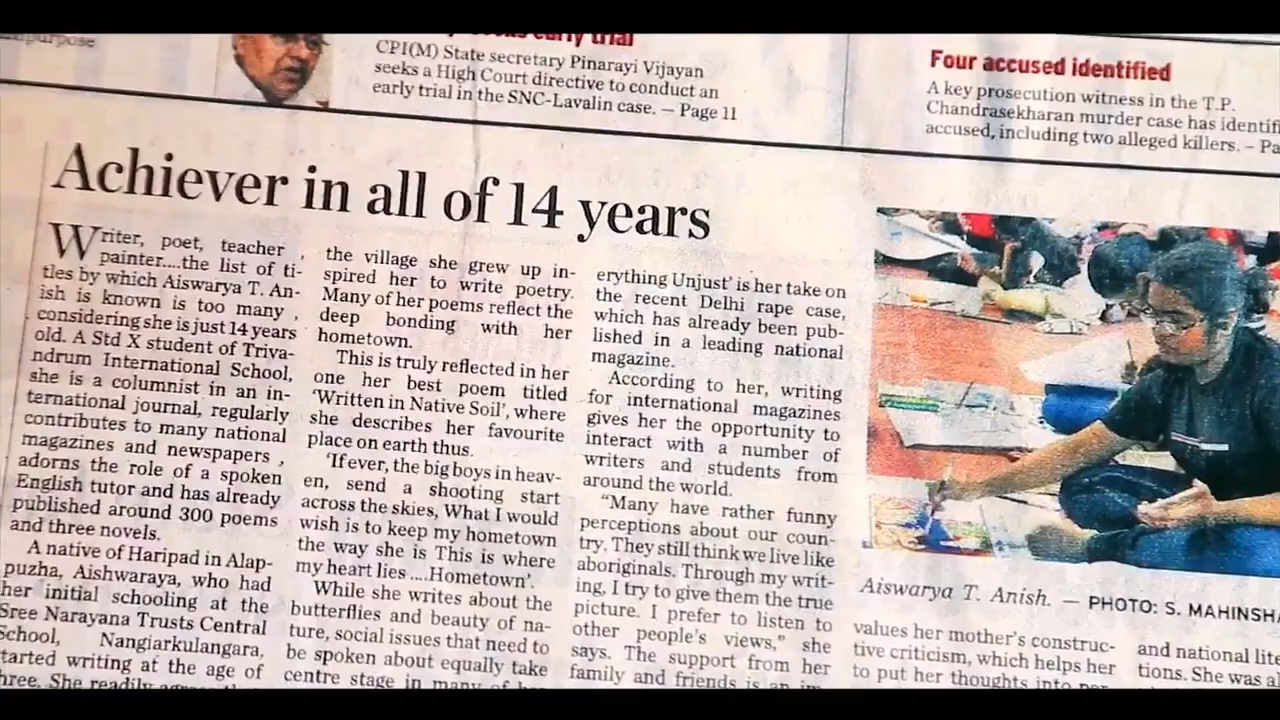 early trial
CPI(M) State secretary Pinarayi Vijayan
seeks a High Court directive to conduct an
early trial in the SNC-Lavalin case. — Page 11
Four accused identified
A key prosecution witness in the T.P.
Chandrasekharan murder case has
accused, including two alleged killers. –
Achiever in all of 14 years
Writer, poet, teacher ,
painter....the list of ti-
tles by which Aiswarya T. An-
ish is known is too many ,
considering she is just 14 years
old. A Std X student of Triva-
ndrum International School,
she is a columnist in an in-
ternational journal, regularly
contributes to many national
magazines and newspapers ,
adorns the role of a spoken
English tutor and has already
published around 300 poems
and three novels.
A native of Haripad in Alap-
puzha, Aishwaraya, who had
her initial schooling at the
Sree Narayana Trusts Central
School, Nangiarkulangara,
started writing at the age of
three. She readily
the village she grew up in-
spired her to write poetry.
Many of her poems reflect the
deep bonding with her
hometown.
This is truly reflected in her
one her best poem titled
'Written in Native Soil', where
she describes her favourite
place on earth thus.
'If ever, the big boys in heav-
en, send a shooting start
across the skies, What I would
wish is to keep my hometown
the way she is This is where
my heart lies ....Hometown'.
While she writes about the
butterflies and beauty of na-
ture, social issues that need to
be spoken about equally take
centre stage in many of her
erything Unjust' is her take on
the recent Delhi rape case,
which has already been pub-
lished in a leading national
magazine.
According to her, writing
for international magazines
gives her the opportunity to
interact with a number of
writers and students from
around the world.
"Many have rather funny
perceptions about our coun-
try. They still think we live like
aboriginals. Through my writ-
ing, I try to give them the true
picture. I prefer to listen to
other people's views," she
says. The support from her
family and friends is an im-
Aiswarya T. Anish. — PHOTO: S.
values her mother's construc-
tive criticism, which helps her
to put her thoughts into
and national
tions. She was